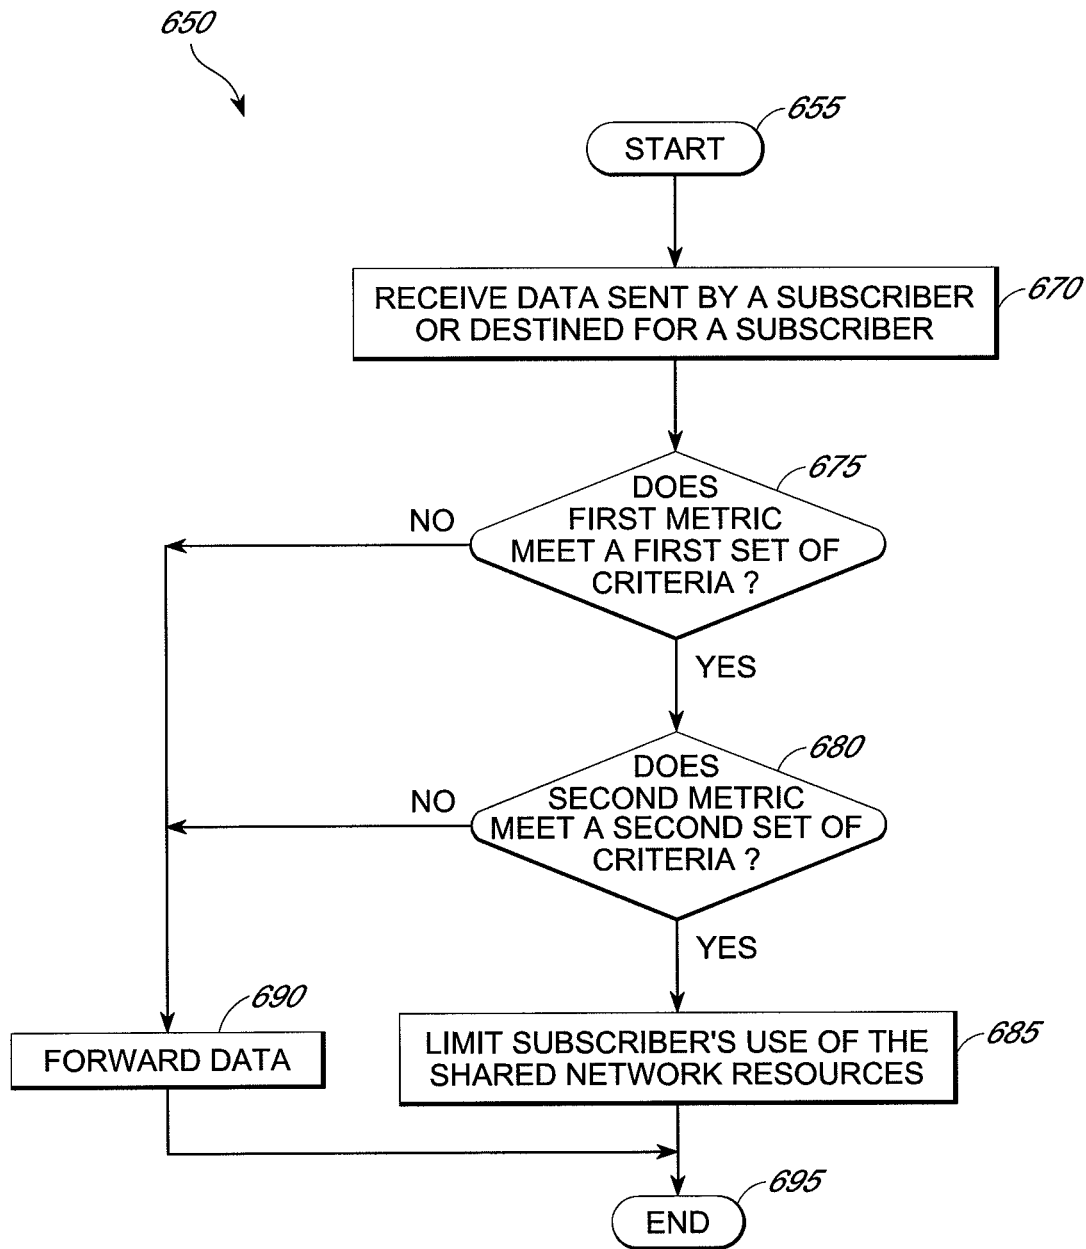 650
655
START
670
RECEIVE DATA SENT BY A SUBSCRIBER
OR DESTINED FOR A SUBSCRIBER
675
DOES
FIRST METRIC
MEET A FIRST SET OF
CRITERIA ?
NO
YES
680
DOES
SECOND METRIC
MEET A SECOND SET OF
CRITERIA ?
NO
YES
690
FORWARD DATA
685
LIMIT SUBSCRIBER'S USE OF THE
SHARED NETWORK RESOURCES
695
END